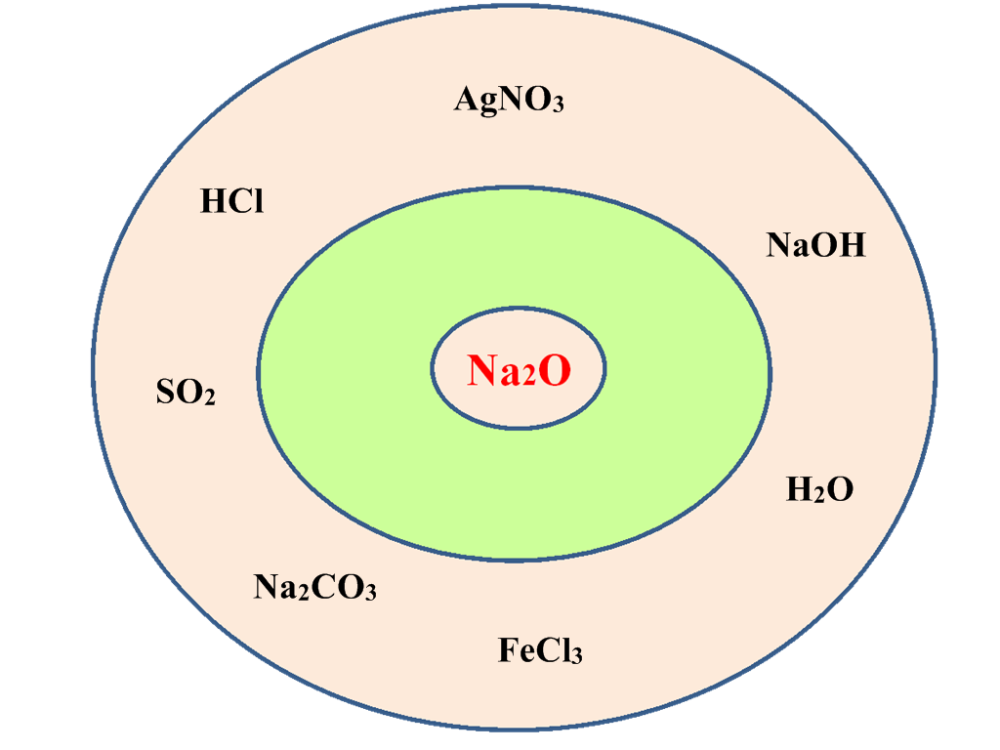 AgNO₃
HCl
NaOH
Na₂O
SO₂
H₂O
Na₂CO₃
FeCl₃